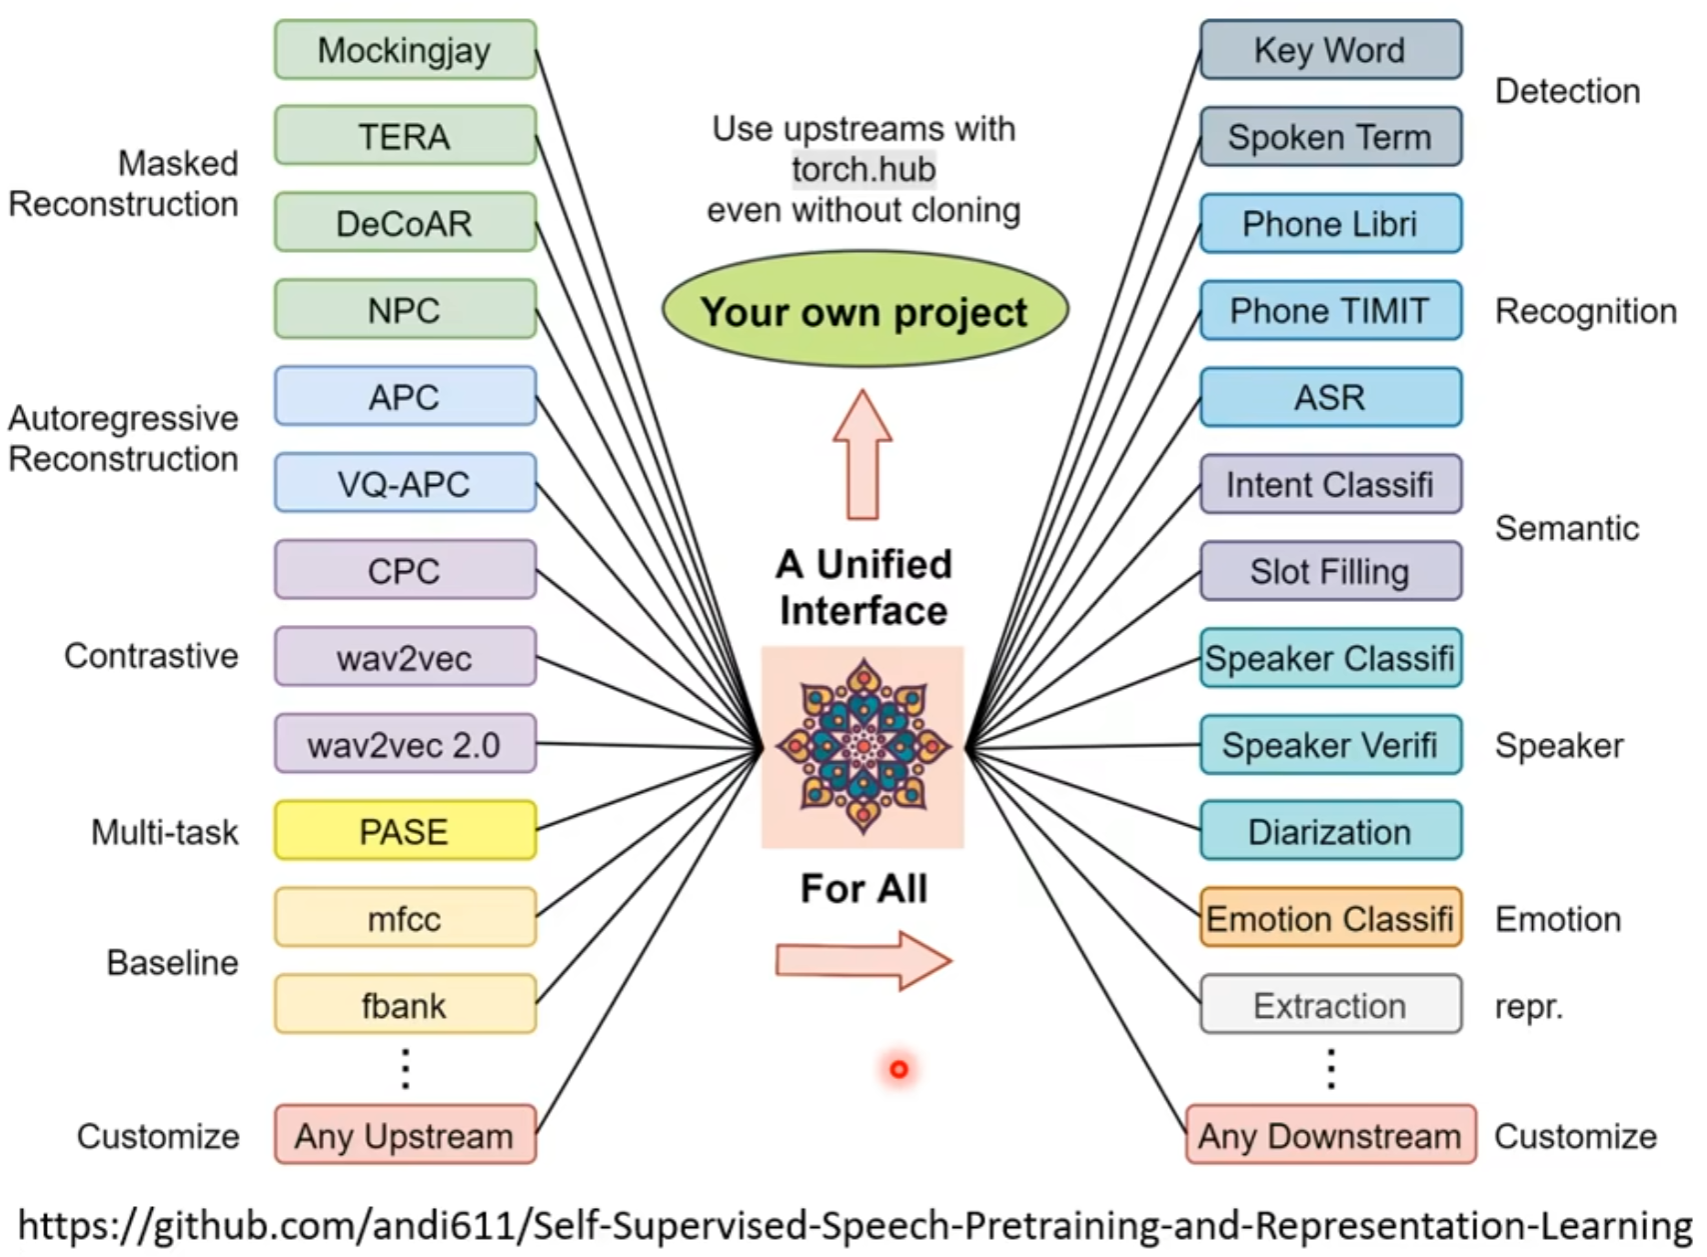 Mockingjay
TERA
Masked
Reconstruction
DeCoAR
NPC
APC
Autoregressive
Reconstruction
VQ-APC
CPC
Contrastive
wav2vec
wav2vec 2.0
Multi-task
PASE
mfcc
Baseline
fbank
Customize
Any Upstream
Use upstreams with
torch.hub
even without cloning
Your own project
A Unified
Interface
For All
Key Word
Detection
Spoken Term
Phone Libri
Phone TIMIT
Recognition
ASR
Intent Classifi
Semantic
Slot Filling
Speaker Classifi
Speaker Verifi
Speaker
Diarization
Emotion Classifi
Emotion
Extraction
repr.
Any Downstream
Customize
https://github.com/andi611/Self-Supervised-Speech-Pretraining-and-Representation-Learning